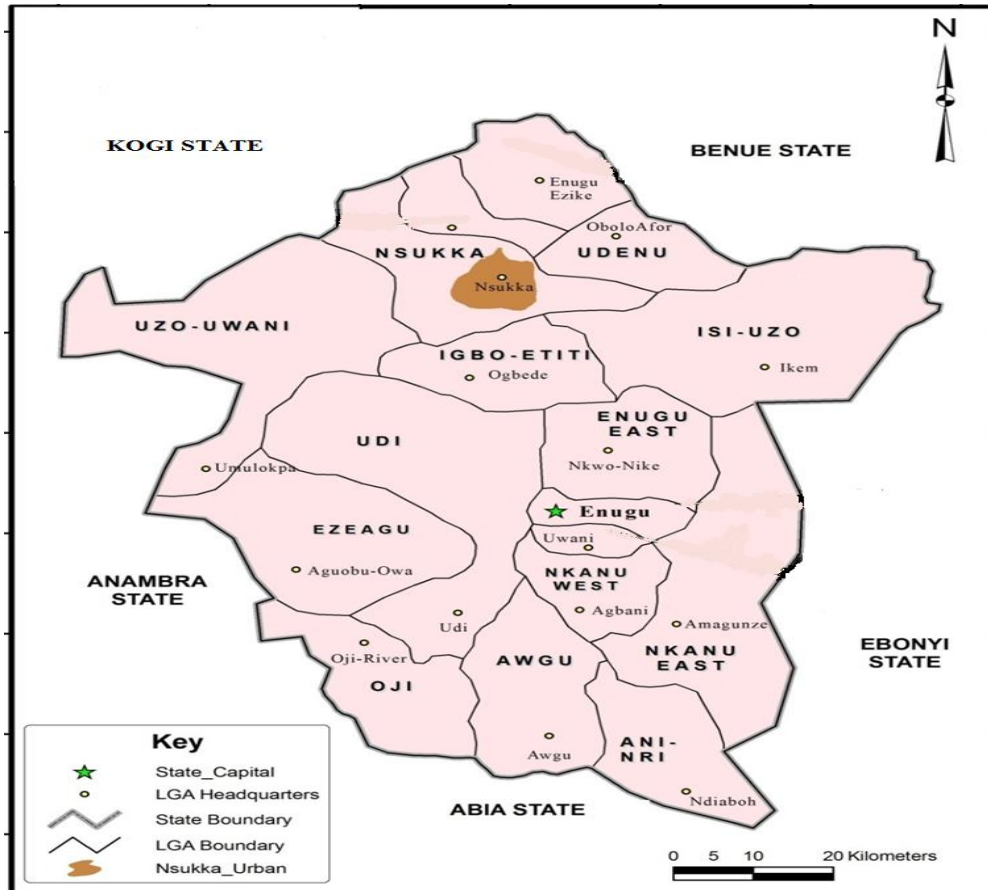 N
KOGI STATE
BENUE STATE
Enugu
Ezike
OboloAfor
NSUKKA
UDENU
Nsukka
UZO-UWANI
ISI-UZO
IGBO-ETITI
Ogbede
Ikem
ENUGU
EAST
UDI
Nkwo-Nike
Umulokpa
Enugu
EZEAGU
Uwani
ANAMBRA
STATE
Aguobu-Owa
NKANU
WEST
Agbani
Udi
Amagunze
EBONYI
STATE
Oji-River
AWGU
NKANU
EAST
OJI
Awgu
ANI-
NRI
Ndiaboh
ABIA STATE
Key
State_Capital
LGA Headquarters
State Boundary
LGA Boundary
Nsukka_Urban
0 5 10 20 Kilometers